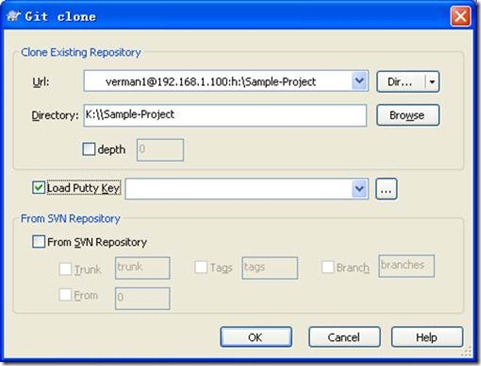 Git clone
Clone Existing Repository
Url: verman1@192.168.1.100:h:\Sample-Project Dir...
Directory: K:\\Sample-Project Browse
depth 0
Load Putty Key ...
From SVN Repository
From SVN Repository
Trunk trunk Tags tags Branch branches
From 0
OK Cancel Help